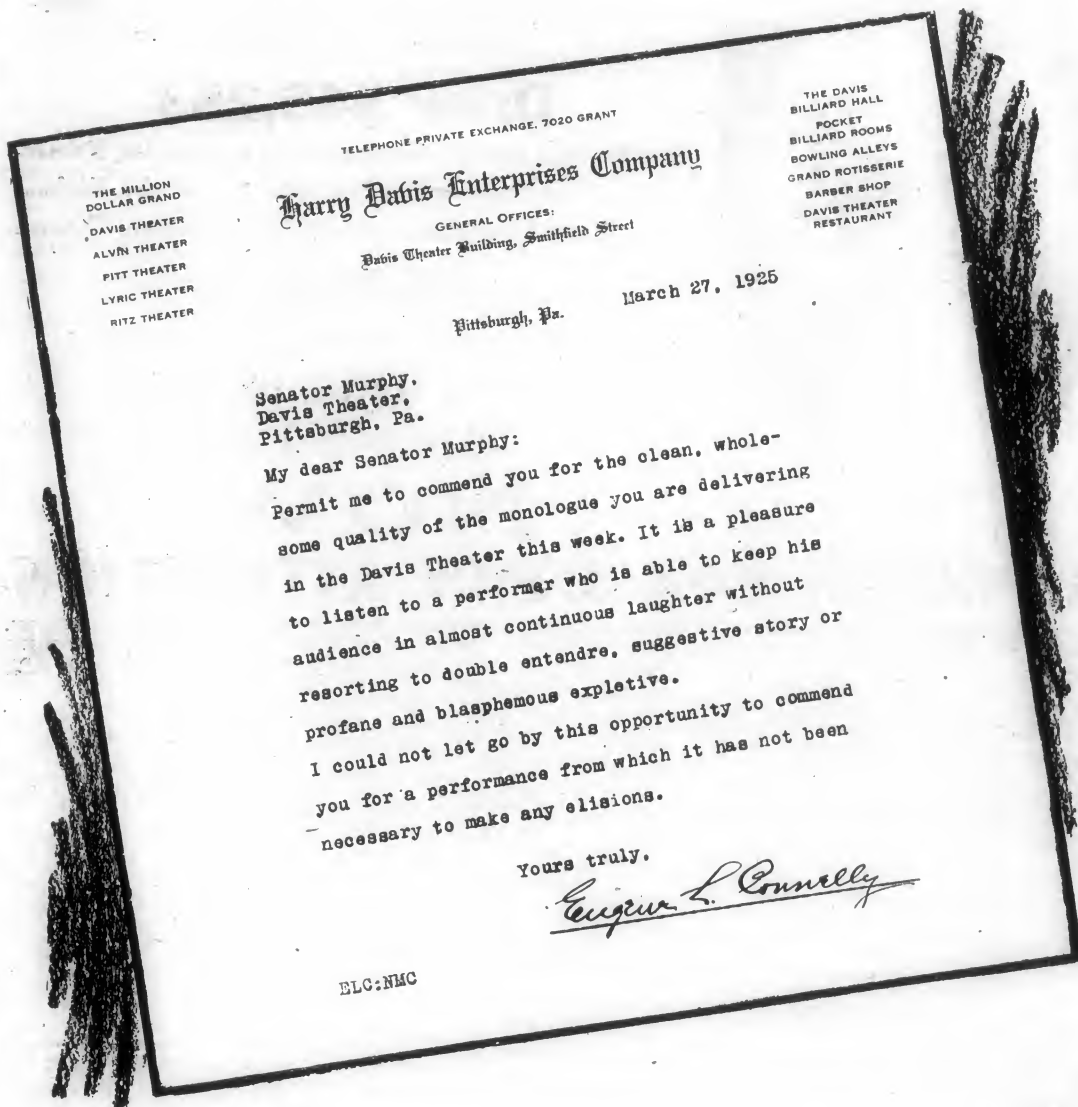 TELEPHONE PRIVATE EXCHANGE, 7020 GRANT
Harry Davis Enterprises Company
GENERAL OFFICES:
Davis Theater Building, Smithfield Street
THE MILLION
DOLLAR GRAND
DAVIS THEATER
ALVIN THEATER
PITT THEATER
LYRIC THEATER
RITZ THEATER
THE DAVIS
BILLIARD HALL
POCKET
BILLIARD ROOMS
BOWLING ALLEYS
GRAND ROTISSERIE
BARBER SHOP
DAVIS THEATER
RESTAURANT
Pittsburgh, Pa. March 27, 1925
Senator Murphy,
Davis Theater,
Pittsburgh, Pa.
My dear Senator Murphy:
Permit me to commend you for the clean, whole-
some quality of the monologue you are delivering
in the Davis Theater this week. It is a pleasure
to listen to a performer who is able to keep his
audience in almost continuous laughter without
resorting to double entendre, suggestive story or
profane and blasphemous expletive.
I could not let go by this opportunity to commend
you for a performance from which it has not been
necessary to make any elisions.
Yours truly,
Eugene L. Connelly
ELC:NMC